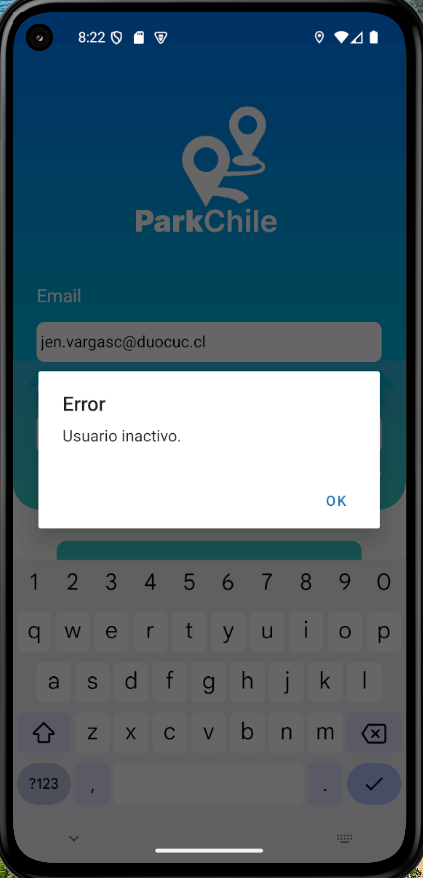 8:22
ParkChile
Email
jen.vargasc@duocuc.cl
Error
Usuario inactivo.
OK
1 2 3 4 5 6 7 8 9 0
q w e r t y u i o p
a s d f g h j k l
z x c v b n m
?123 , .